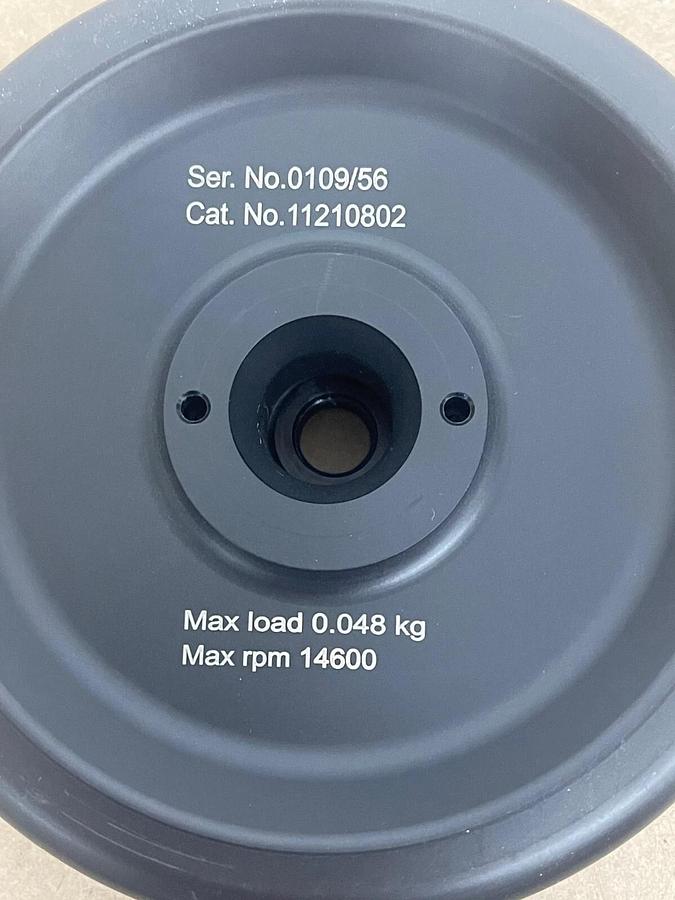 Ser. No.0109/56
Cat. No.11210802
Max load 0.048 kg
Max rpm 14600